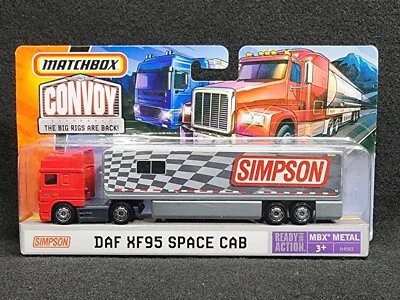 MATCHBOX
CONVOY
THE BIG RIGS ARE BACK!
SIMPSON
SIMPSON
DAF XF95 SPACE CAB
READY FOR ACTION.
MBX METAL
3+